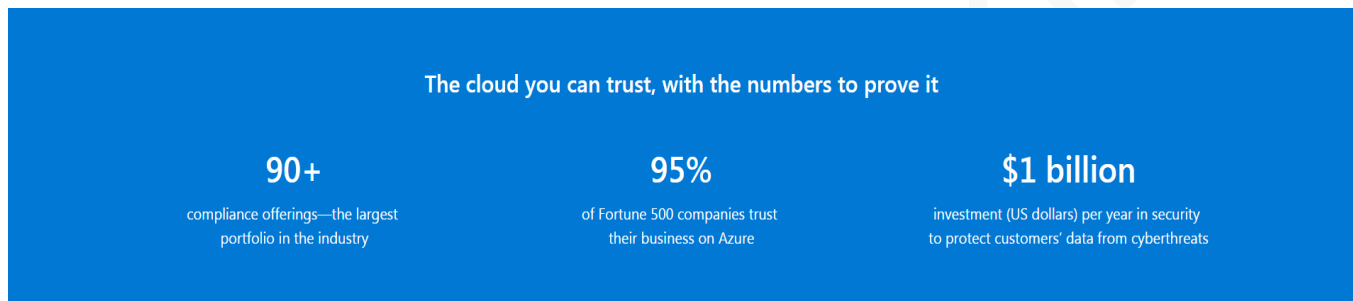 The cloud you can trust, with the numbers to prove it
90+
compliance offerings—the largest
portfolio in the industry
95%
of Fortune 500 companies trust
their business on Azure
$1 billion
investment (US dollars) per year in security
to protect customers’ data from cyberthreats